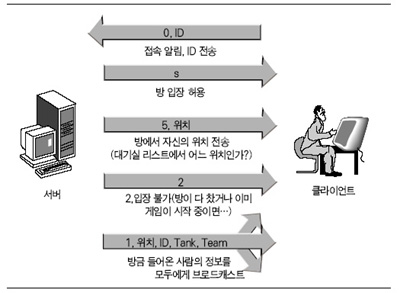 0, ID
접속 알림, ID 전송
s
방 입장 허용
5, 위치
방에서 자신의 위치 전송
(대기실 리스트에서 어느 위치인가?)
2
2,입장 불가(방이 다 찼거나 이미
게임이 시작 중이면…)
1, 위치, ID, Tank, Team
방금 들어온 사람의 정보를
모두에게 브로드캐스트
서버
클라이언트